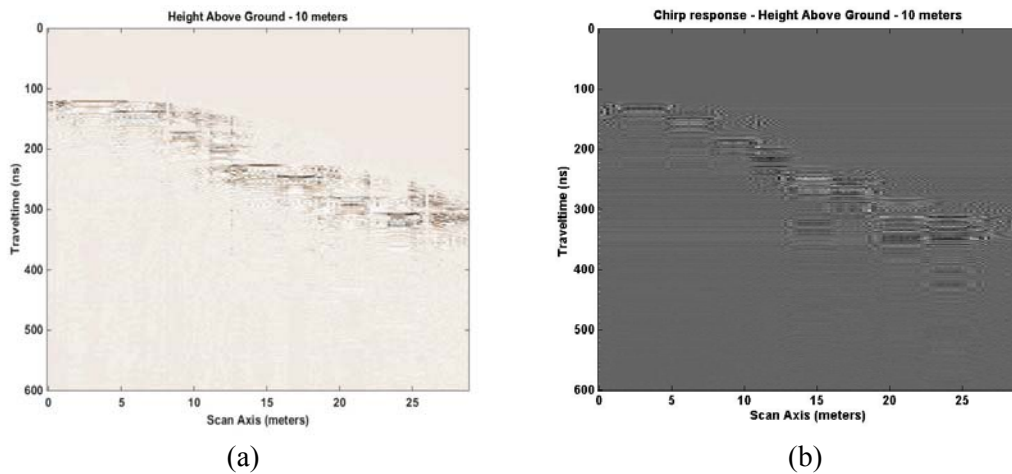 Height Above Ground - 10 meters
0
100
200
300
400
500
600
Traveltime (ns)
0 5 10 15 20 25
Scan Axis (meters)
(a)
Chirp response - Height Above Ground - 10 meters
0
100
200
300
400
500
600
Traveltime (ns)
0 5 10 15 20 25
Scan Axis (meters)
(b)